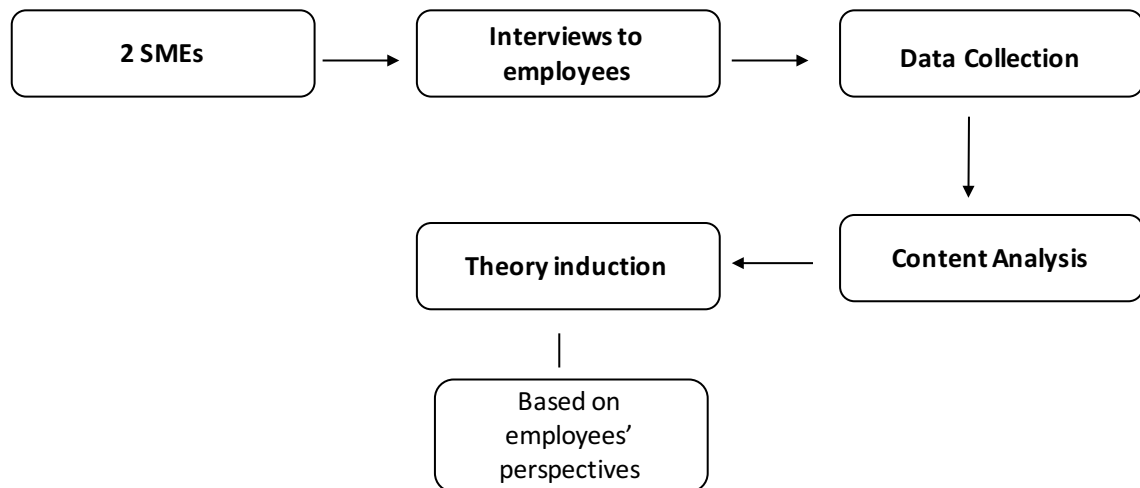 2 SMEs
Interviews to
employees
Data Collection
Content Analysis
Theory induction
Based on
employees’
perspectives